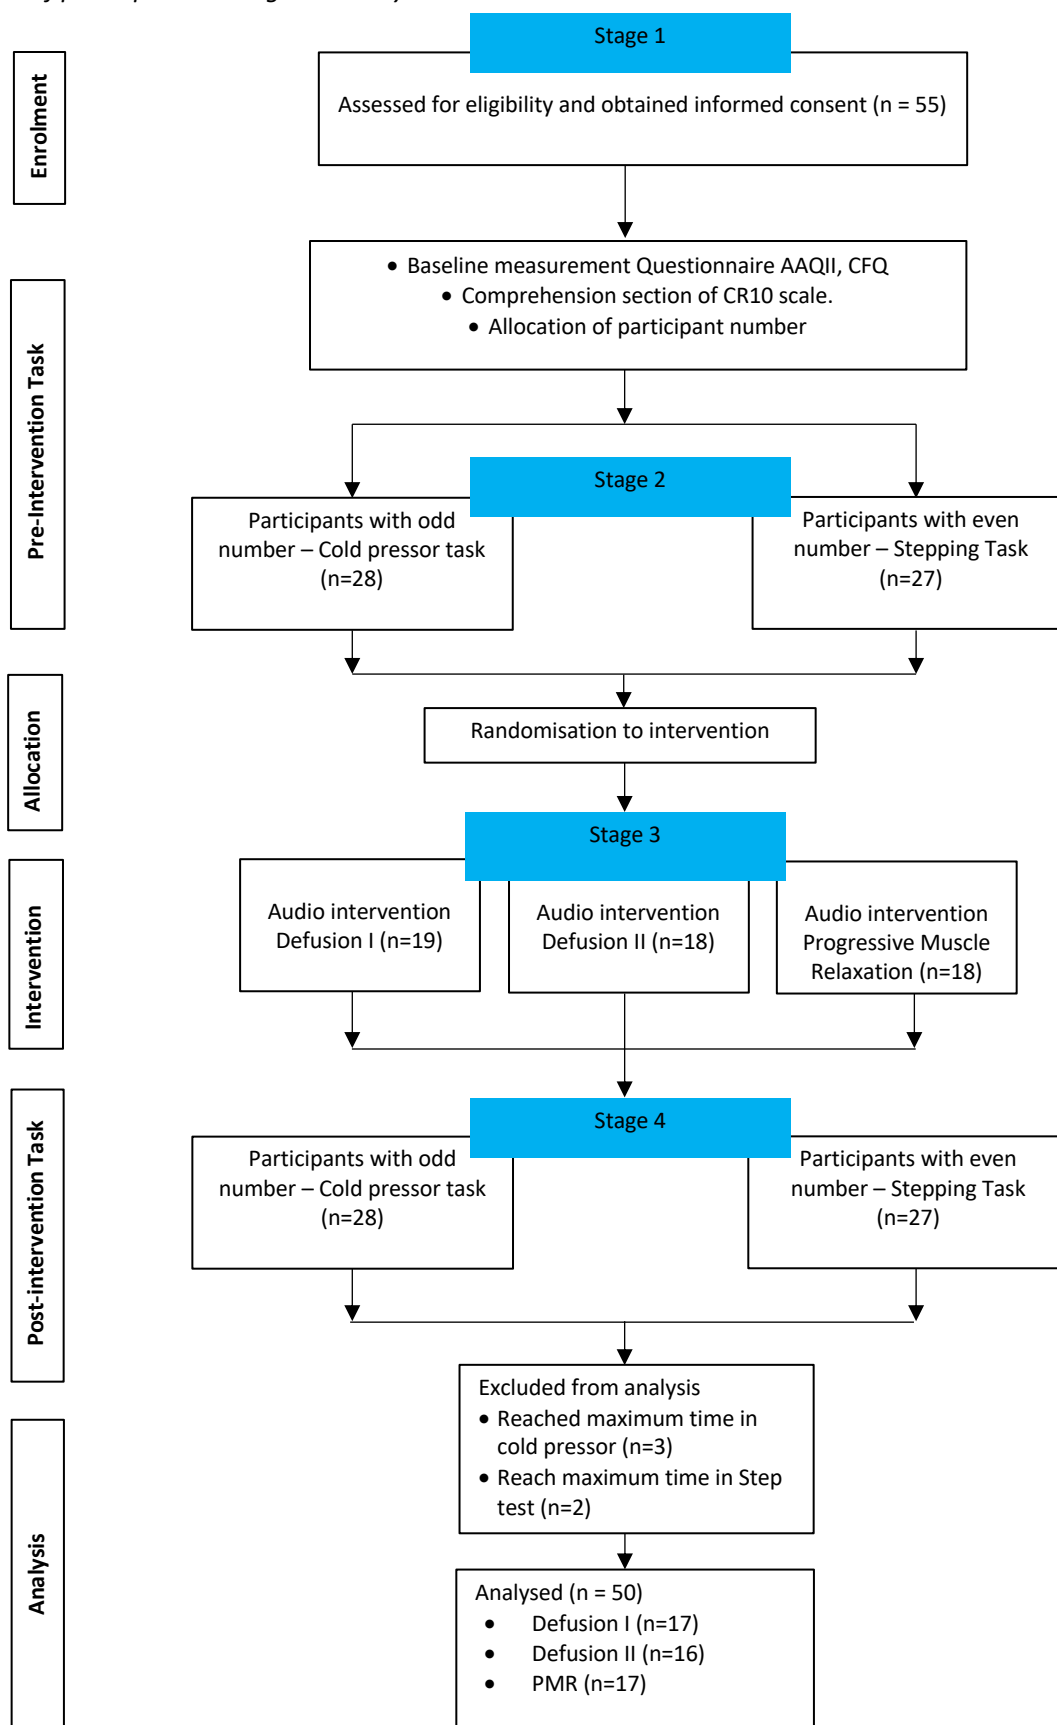 Stage 1
Enrolment
Assessed for eligibility and obtained informed consent (n = 55)
Pre-Intervention Task
• Baseline measurement Questionnaire AAQII, CFQ
• Comprehension section of CR10 scale.
• Allocation of participant number
Stage 2
Participants with odd
number – Cold pressor task
(n=28)
Participants with even
number – Stepping Task
(n=27)
Allocation
Randomisation to intervention
Stage 3
Intervention
Audio intervention
Defusion I (n=19)
Audio intervention
Defusion II (n=18)
Audio intervention
Progressive Muscle
Relaxation (n=18)
Post-intervention Task
Stage 4
Participants with odd
number – Cold pressor task
(n=28)
Participants with even
number – Stepping Task
(n=27)
Excluded from analysis
• Reached maximum time in
cold pressor (n=3)
• Reach maximum time in Step
test (n=2)
Analysis
Analysed (n = 50)
• Defusion I (n=17)
• Defusion II (n=16)
• PMR (n=17)